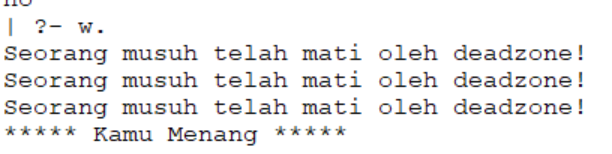 no
| ?- w.
Seorang musuh telah mati oleh deadzone!
Seorang musuh telah mati oleh deadzone!
Seorang musuh telah mati oleh deadzone!
***** Kamu Menang *****